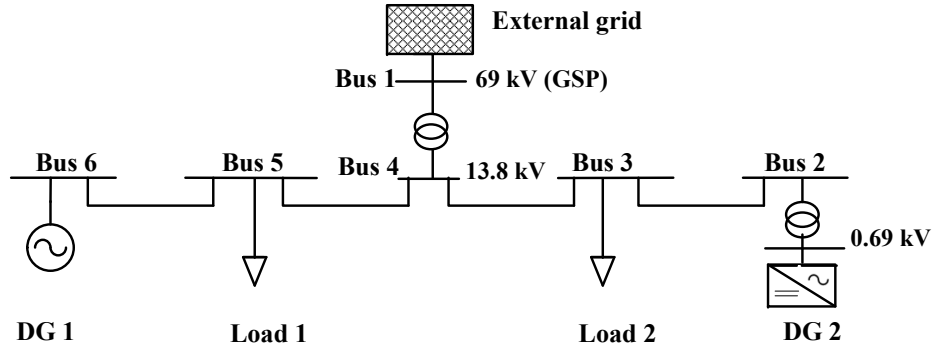 External grid
Bus 1
69 kV (GSP)
Bus 6
Bus 5
Bus 4
13.8 kV
Bus 3
Bus 2
0.69 kV
DG 1
Load 1
Load 2
DG 2